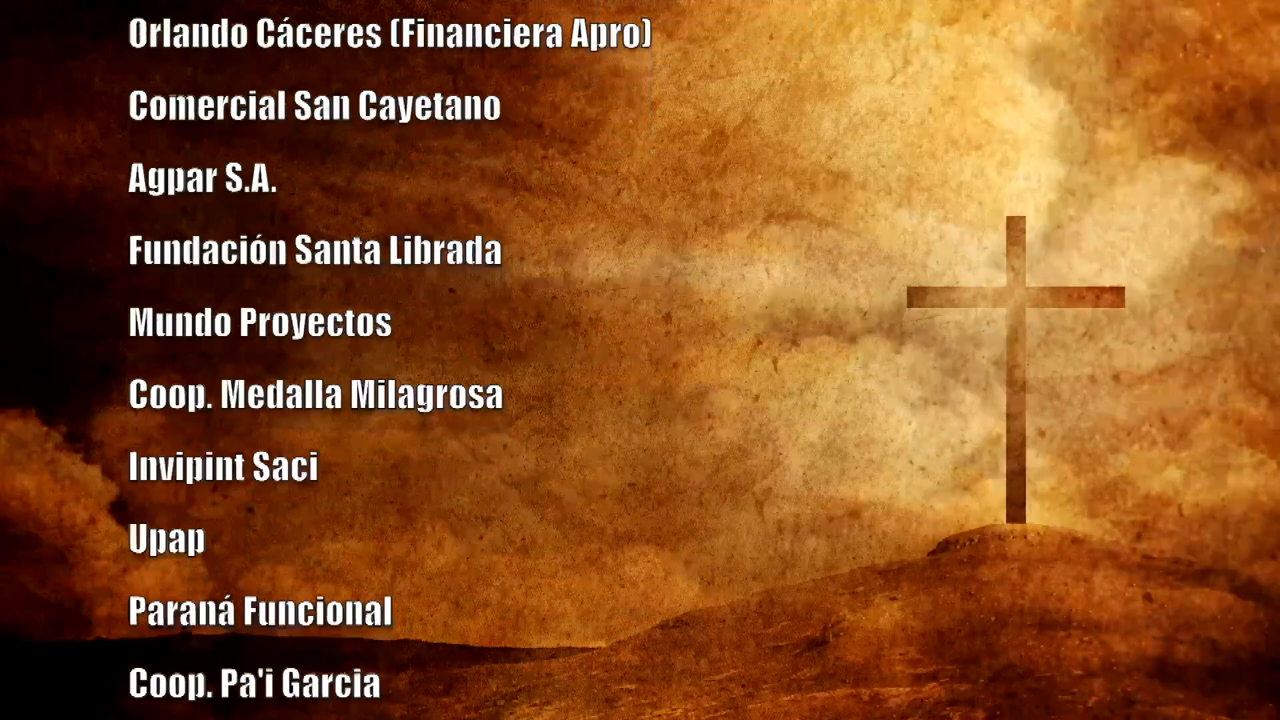 Orlando Cáceres (Financiera Apro)
Comercial San Cayetano
Agpar S.A.
Fundación Santa Librada
Mundo Proyectos
Coop. Medalla Milagrosa
Invipint Saci
Upap
Paraná Funcional
Coop. Pa'i Garcia